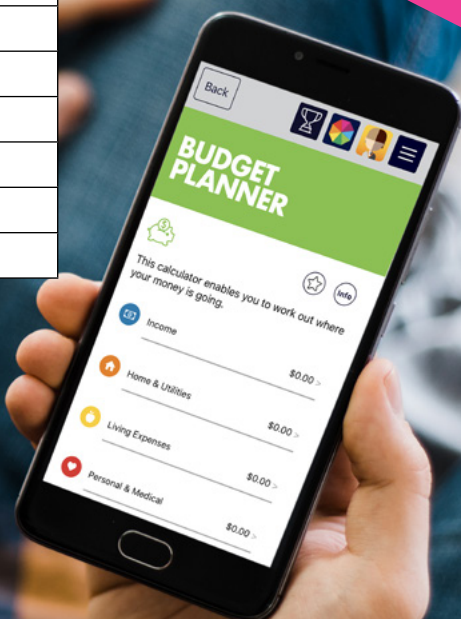 Back
BUDGET
PLANNER
This calculator enables you to work out where
your money is going.
Info
Income
$0.00 >
Home & Utilities
$0.00 >
Living Expenses
$0.00 >
Personal & Medical
$0.00 >